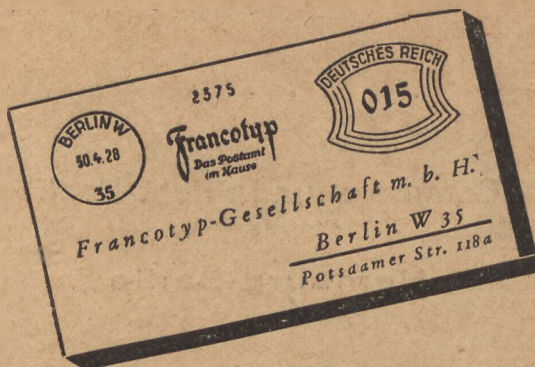 2375
DEUTSCHES REICH
015
BERLIN W
30.4.28
35
Francotyp
Das Postamt
im Hause
Francotyp-Gesellschaft m. b. H.
Berlin W 35
Potsdamer Str. 118a